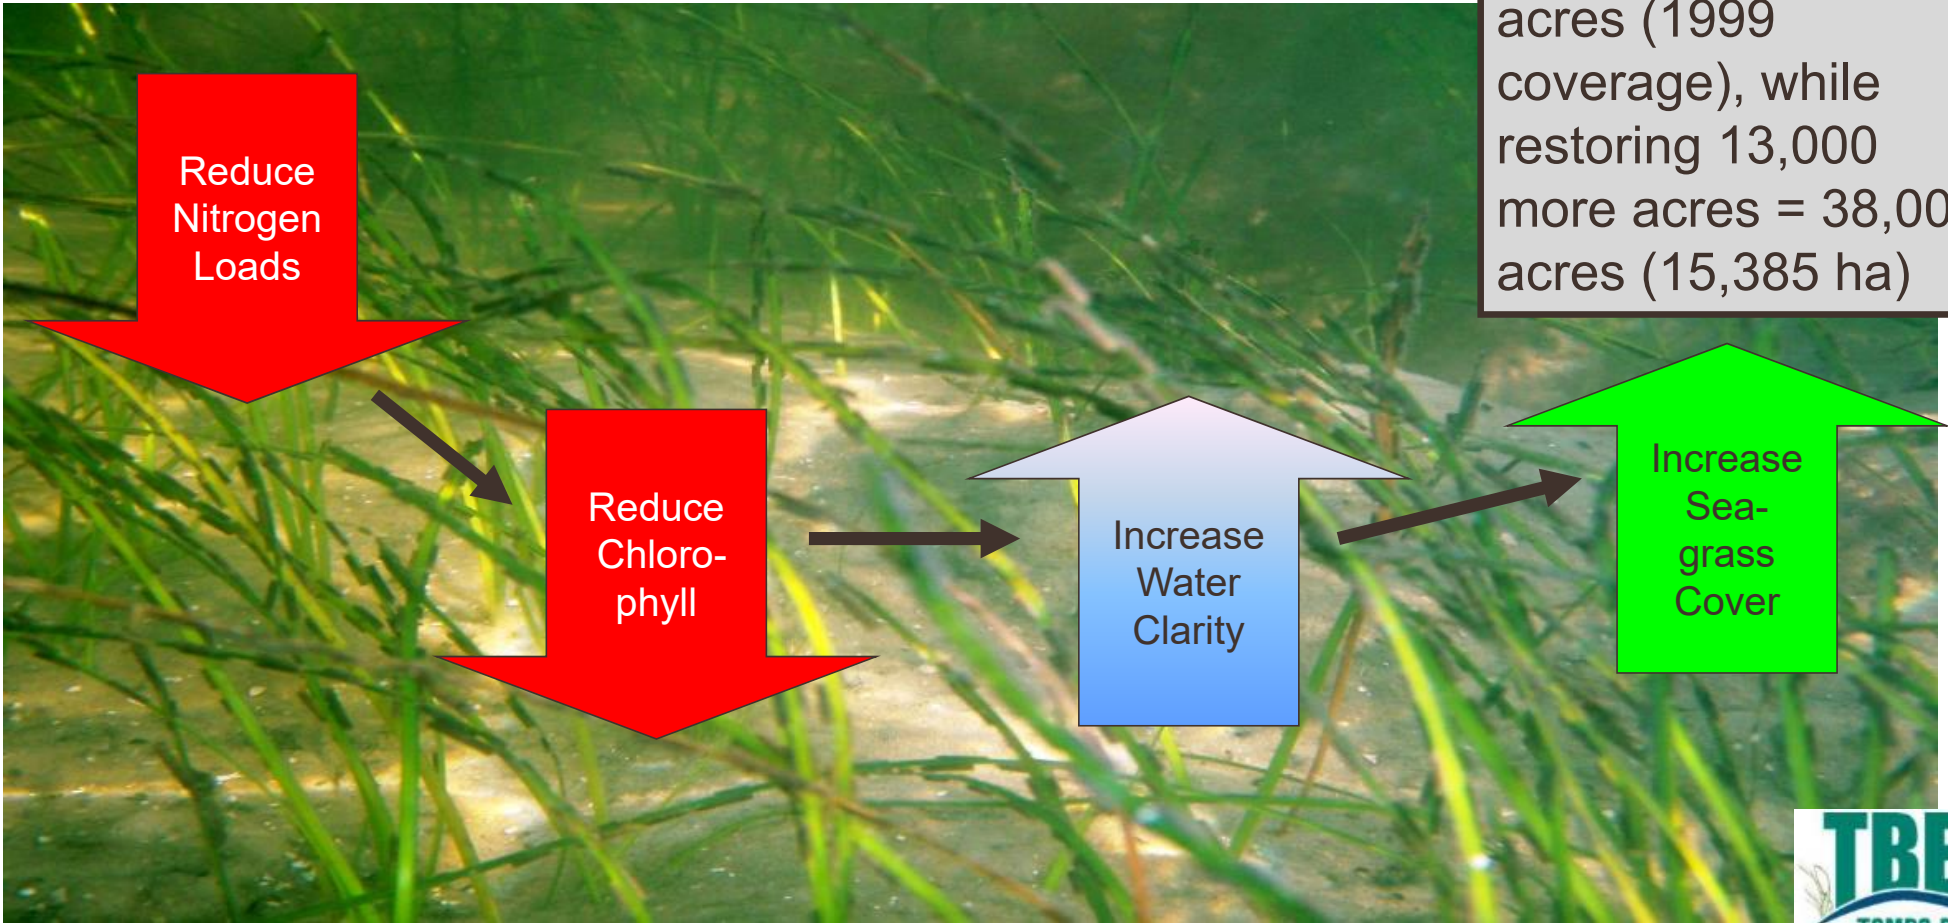 acres (1999
coverage), while
restoring 13,000
more acres = 38,00
acres (15,385 ha)
Reduce
Nitrogen
Loads
Reduce
Chloro-
phyll
Increase
Water
Clarity
Increase
Sea-
grass
Cover
TBE